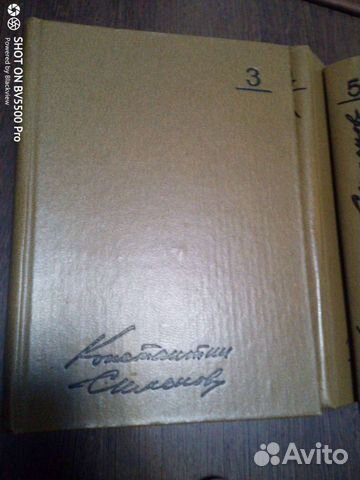 SHOT ON BV5500 Pro
Powered by Blackview
3
5
Константин
Симонов
Avito